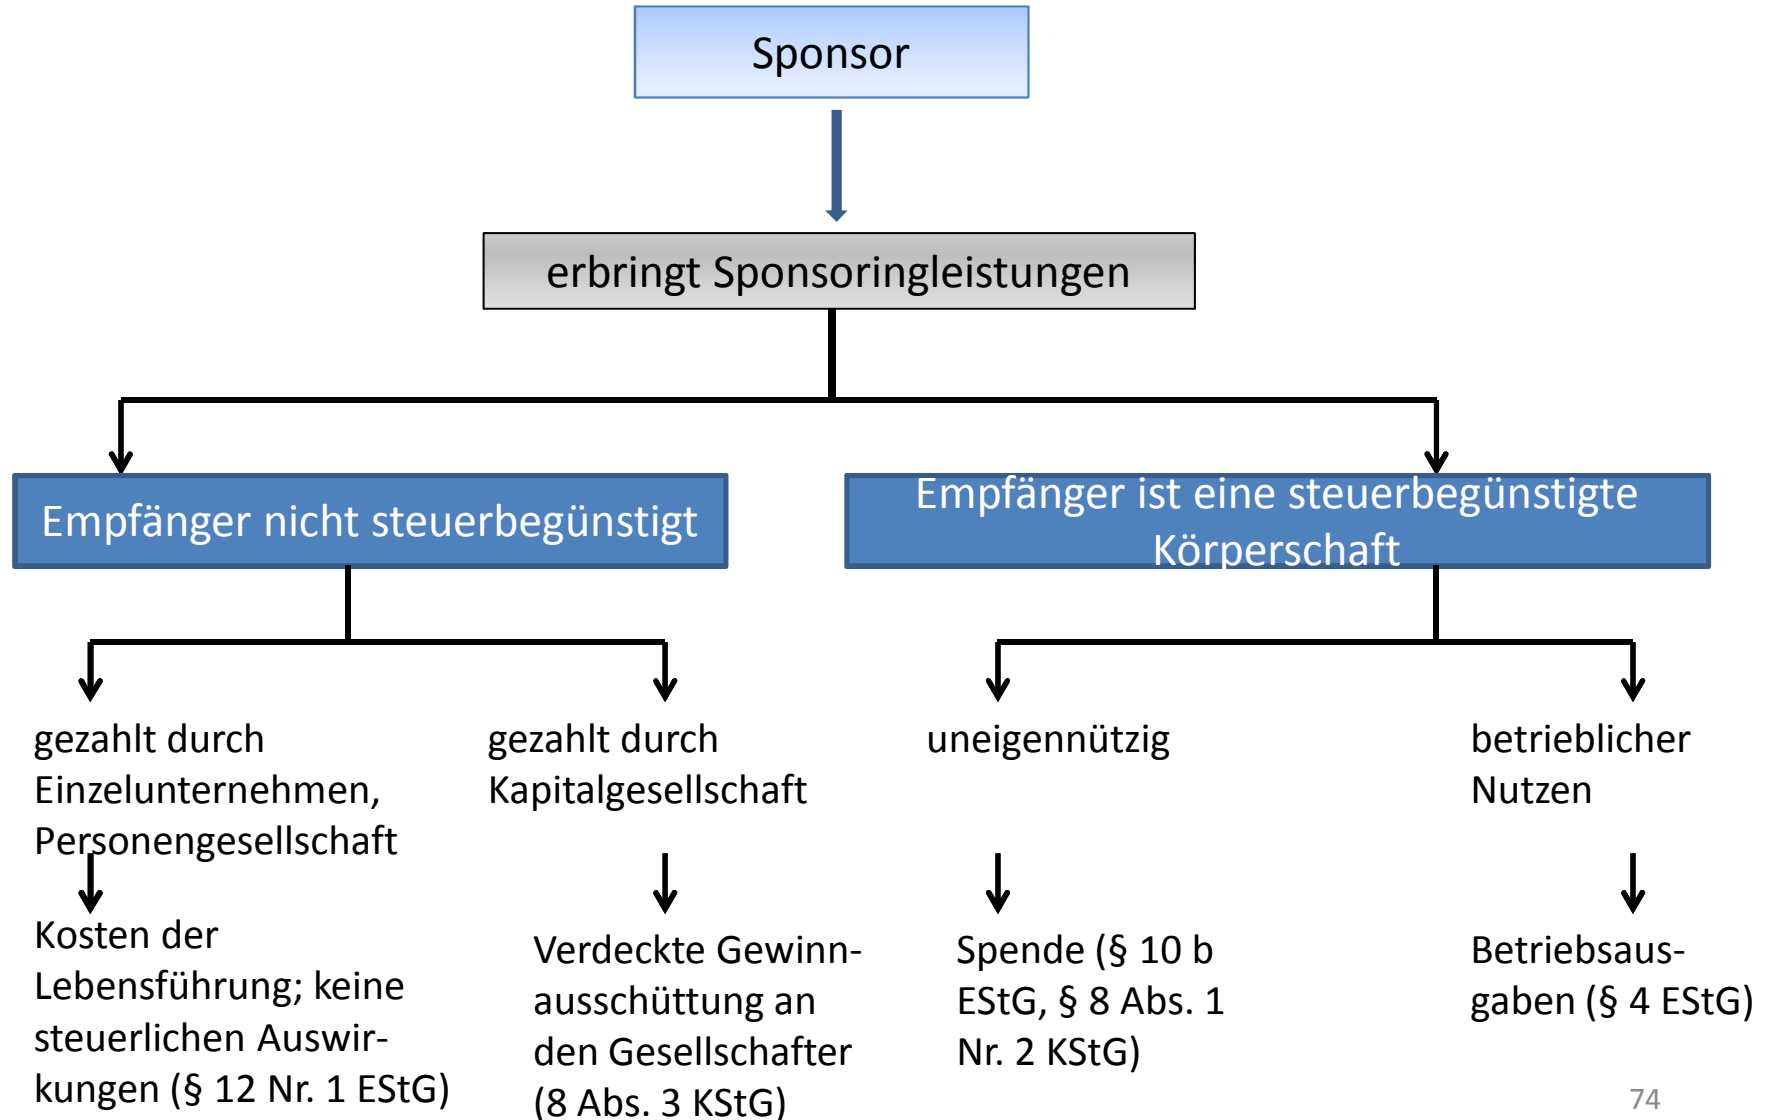 Sponsor
erbringt Sponsoringleistungen
Empfänger nicht steuerbegünstigt
Empfänger ist eine steuerbegünstigte
Körperschaft
gezahlt durch
Einzelunternehmen,
Personengesellschaft
gezahlt durch
Kapitalgesellschaft
uneigennützig
betrieblicher
Nutzen
Kosten der
Lebensführung; keine
steuerlichen Auswir-
kungen (§ 12 Nr. 1 EStG)
Verdeckte Gewinn-
ausschüttung an
den Gesellschafter
(8 Abs. 3 KStG)
Spende (§ 10 b
EStG, § 8 Abs. 1
Nr. 2 KStG)
Betriebsaus-
gaben (§ 4 EStG)
74